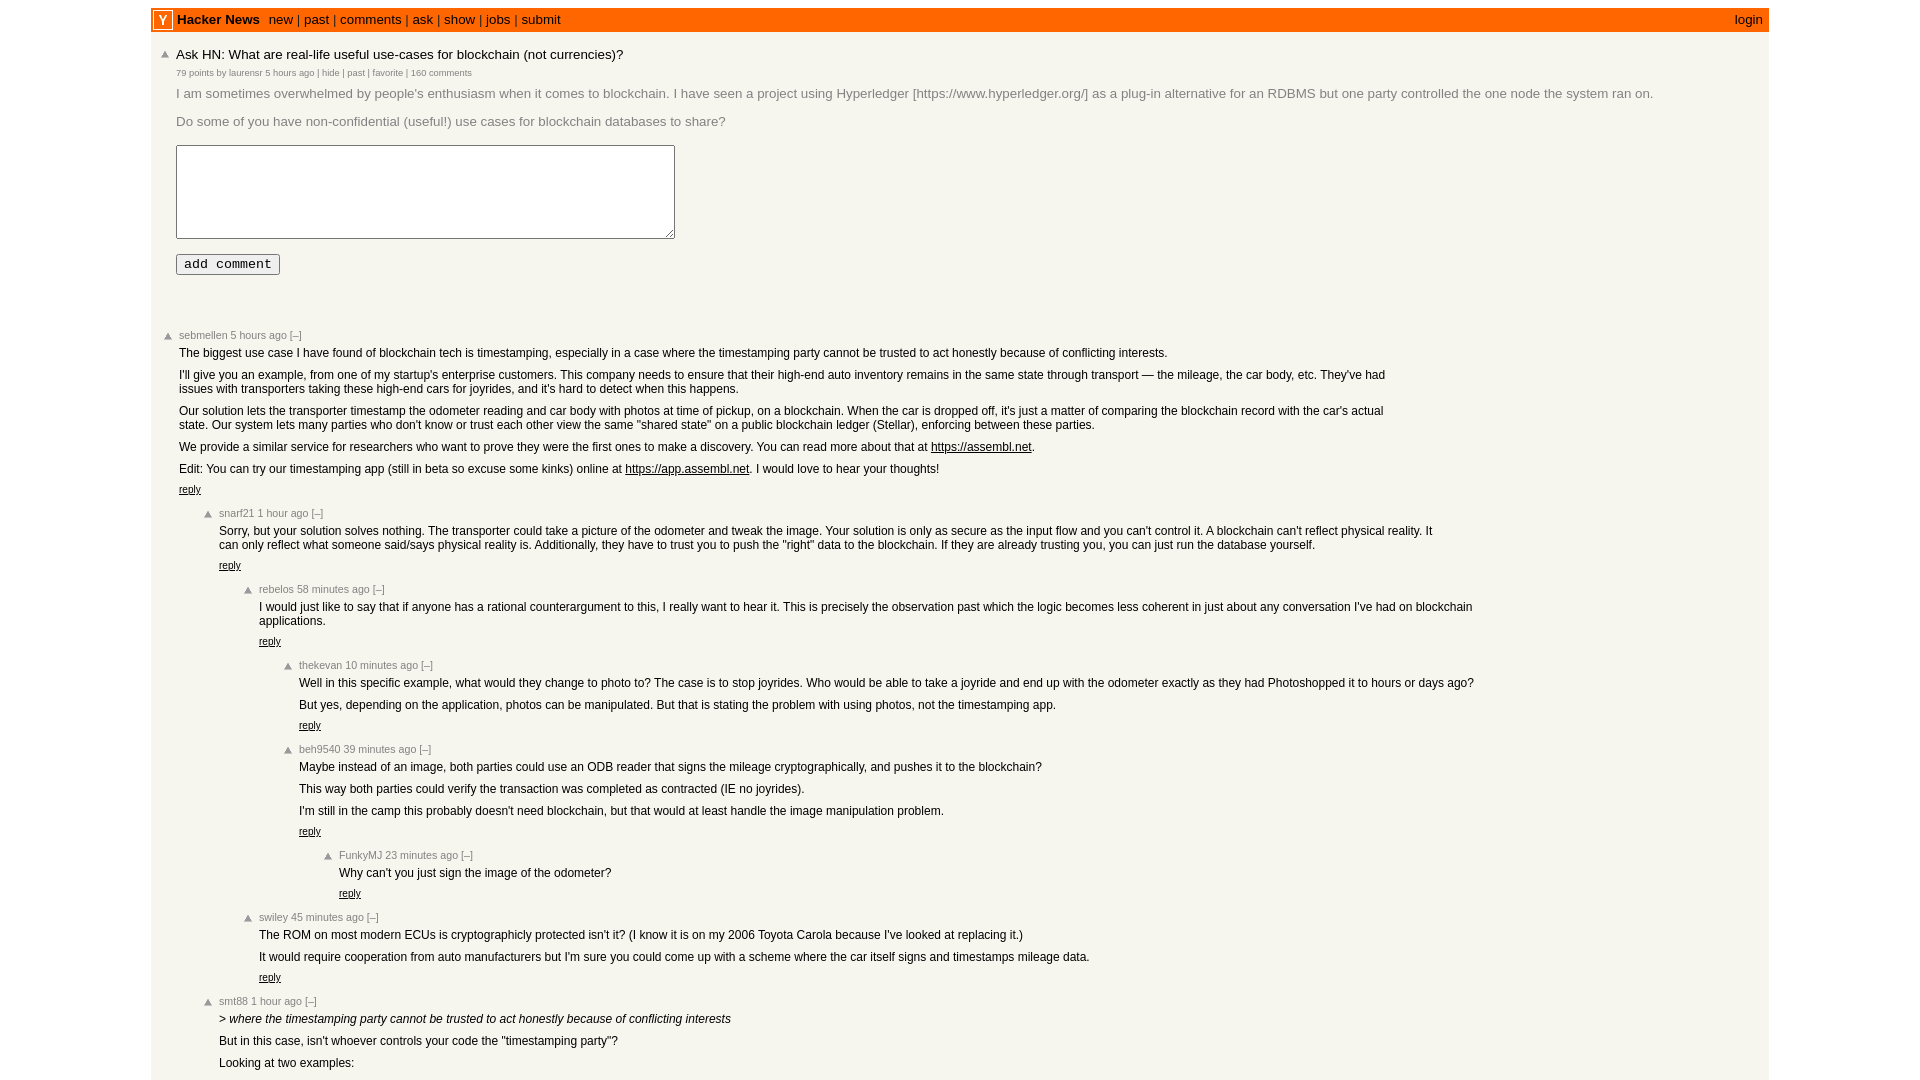 Y Hacker News new | past | comments | ask | show | jobs | submit login
Ask HN: What are real-life useful use-cases for blockchain (not currencies)?
79 points by laurensr 5 hours ago | hide | past | favorite | 160 comments
I am sometimes overwhelmed by people's enthusiasm when it comes to blockchain. I have seen a project using Hyperledger [https://www.hyperledger.org/] as a plug-in alternative for an RDBMS but one party controlled the one node the system ran on.
Do some of you have non-confidential (useful!) use cases for blockchain databases to share?
add comment
sebmellen 5 hours ago [–]
The biggest use case I have found of blockchain tech is timestamping, especially in a case where the timestamping party cannot be trusted to act honestly because of conflicting interests.
I'll give you an example, from one of my startup's enterprise customers. This company needs to ensure that their high-end auto inventory remains in the same state through transport — the mileage, the car body, etc. They've had
issues with transporters taking these high-end cars for joyrides, and it's hard to detect when this happens.
Our solution lets the transporter timestamp the odometer reading and car body with photos at time of pickup, on a blockchain. When the car is dropped off, it's just a matter of comparing the blockchain record with the car's actual
state. Our system lets many parties who don't know or trust each other view the same "shared state" on a public blockchain ledger (Stellar), enforcing between these parties.
We provide a similar service for researchers who want to prove they were the first ones to make a discovery. You can read more about that at https://assembl.net.
Edit: You can try our timestamping app (still in beta so excuse some kinks) online at https://app.assembl.net. I would love to hear your thoughts!
reply
snarf21 1 hour ago [–]
Sorry, but your solution solves nothing. The transporter could take a picture of the odometer and tweak the image. Your solution is only as secure as the input flow and you can't control it. A blockchain can't reflect physical reality. It
can only reflect what someone said/says physical reality is. Additionally, they have to trust you to push the "right" data to the blockchain. If they are already trusting you, you can just run the database yourself.
reply
rebelos 58 minutes ago [–]
I would just like to say that if anyone has a rational counterargument to this, I really want to hear it. This is precisely the observation past which the logic becomes less coherent in just about any conversation I've had on blockchain
applications.
reply
thekevan 10 minutes ago [–]
Well in this specific example, what would they change to photo to? The case is to stop joyrides. Who would be able to take a joyride and end up with the odometer exactly as they had Photoshopped it to hours or days ago?
But yes, depending on the application, photos can be manipulated. But that is stating the problem with using photos, not the timestamping app.
reply
beh9540 39 minutes ago [–]
Maybe instead of an image, both parties could use an ODB reader that signs the mileage cryptographically, and pushes it to the blockchain?
This way both parties could verify the transaction was completed as contracted (IE no joyrides).
I'm still in the camp this probably doesn't need blockchain, but that would at least handle the image manipulation problem.
reply
FunkyMJ 23 minutes ago [–]
Why can't you just sign the image of the odometer?
reply
swiley 45 minutes ago [–]
The ROM on most modern ECUs is cryptographicly protected isn't it? (I know it is on my 2006 Toyota Carola because I've looked at replacing it.)
It would require cooperation from auto manufacturers but I'm sure you could come up with a scheme where the car itself signs and timestamps mileage data.
reply
smt88 1 hour ago [–]
> where the timestamping party cannot be trusted to act honestly because of conflicting interests
But in this case, isn't whoever controls your code the "timestamping party"?
Looking at two examples: